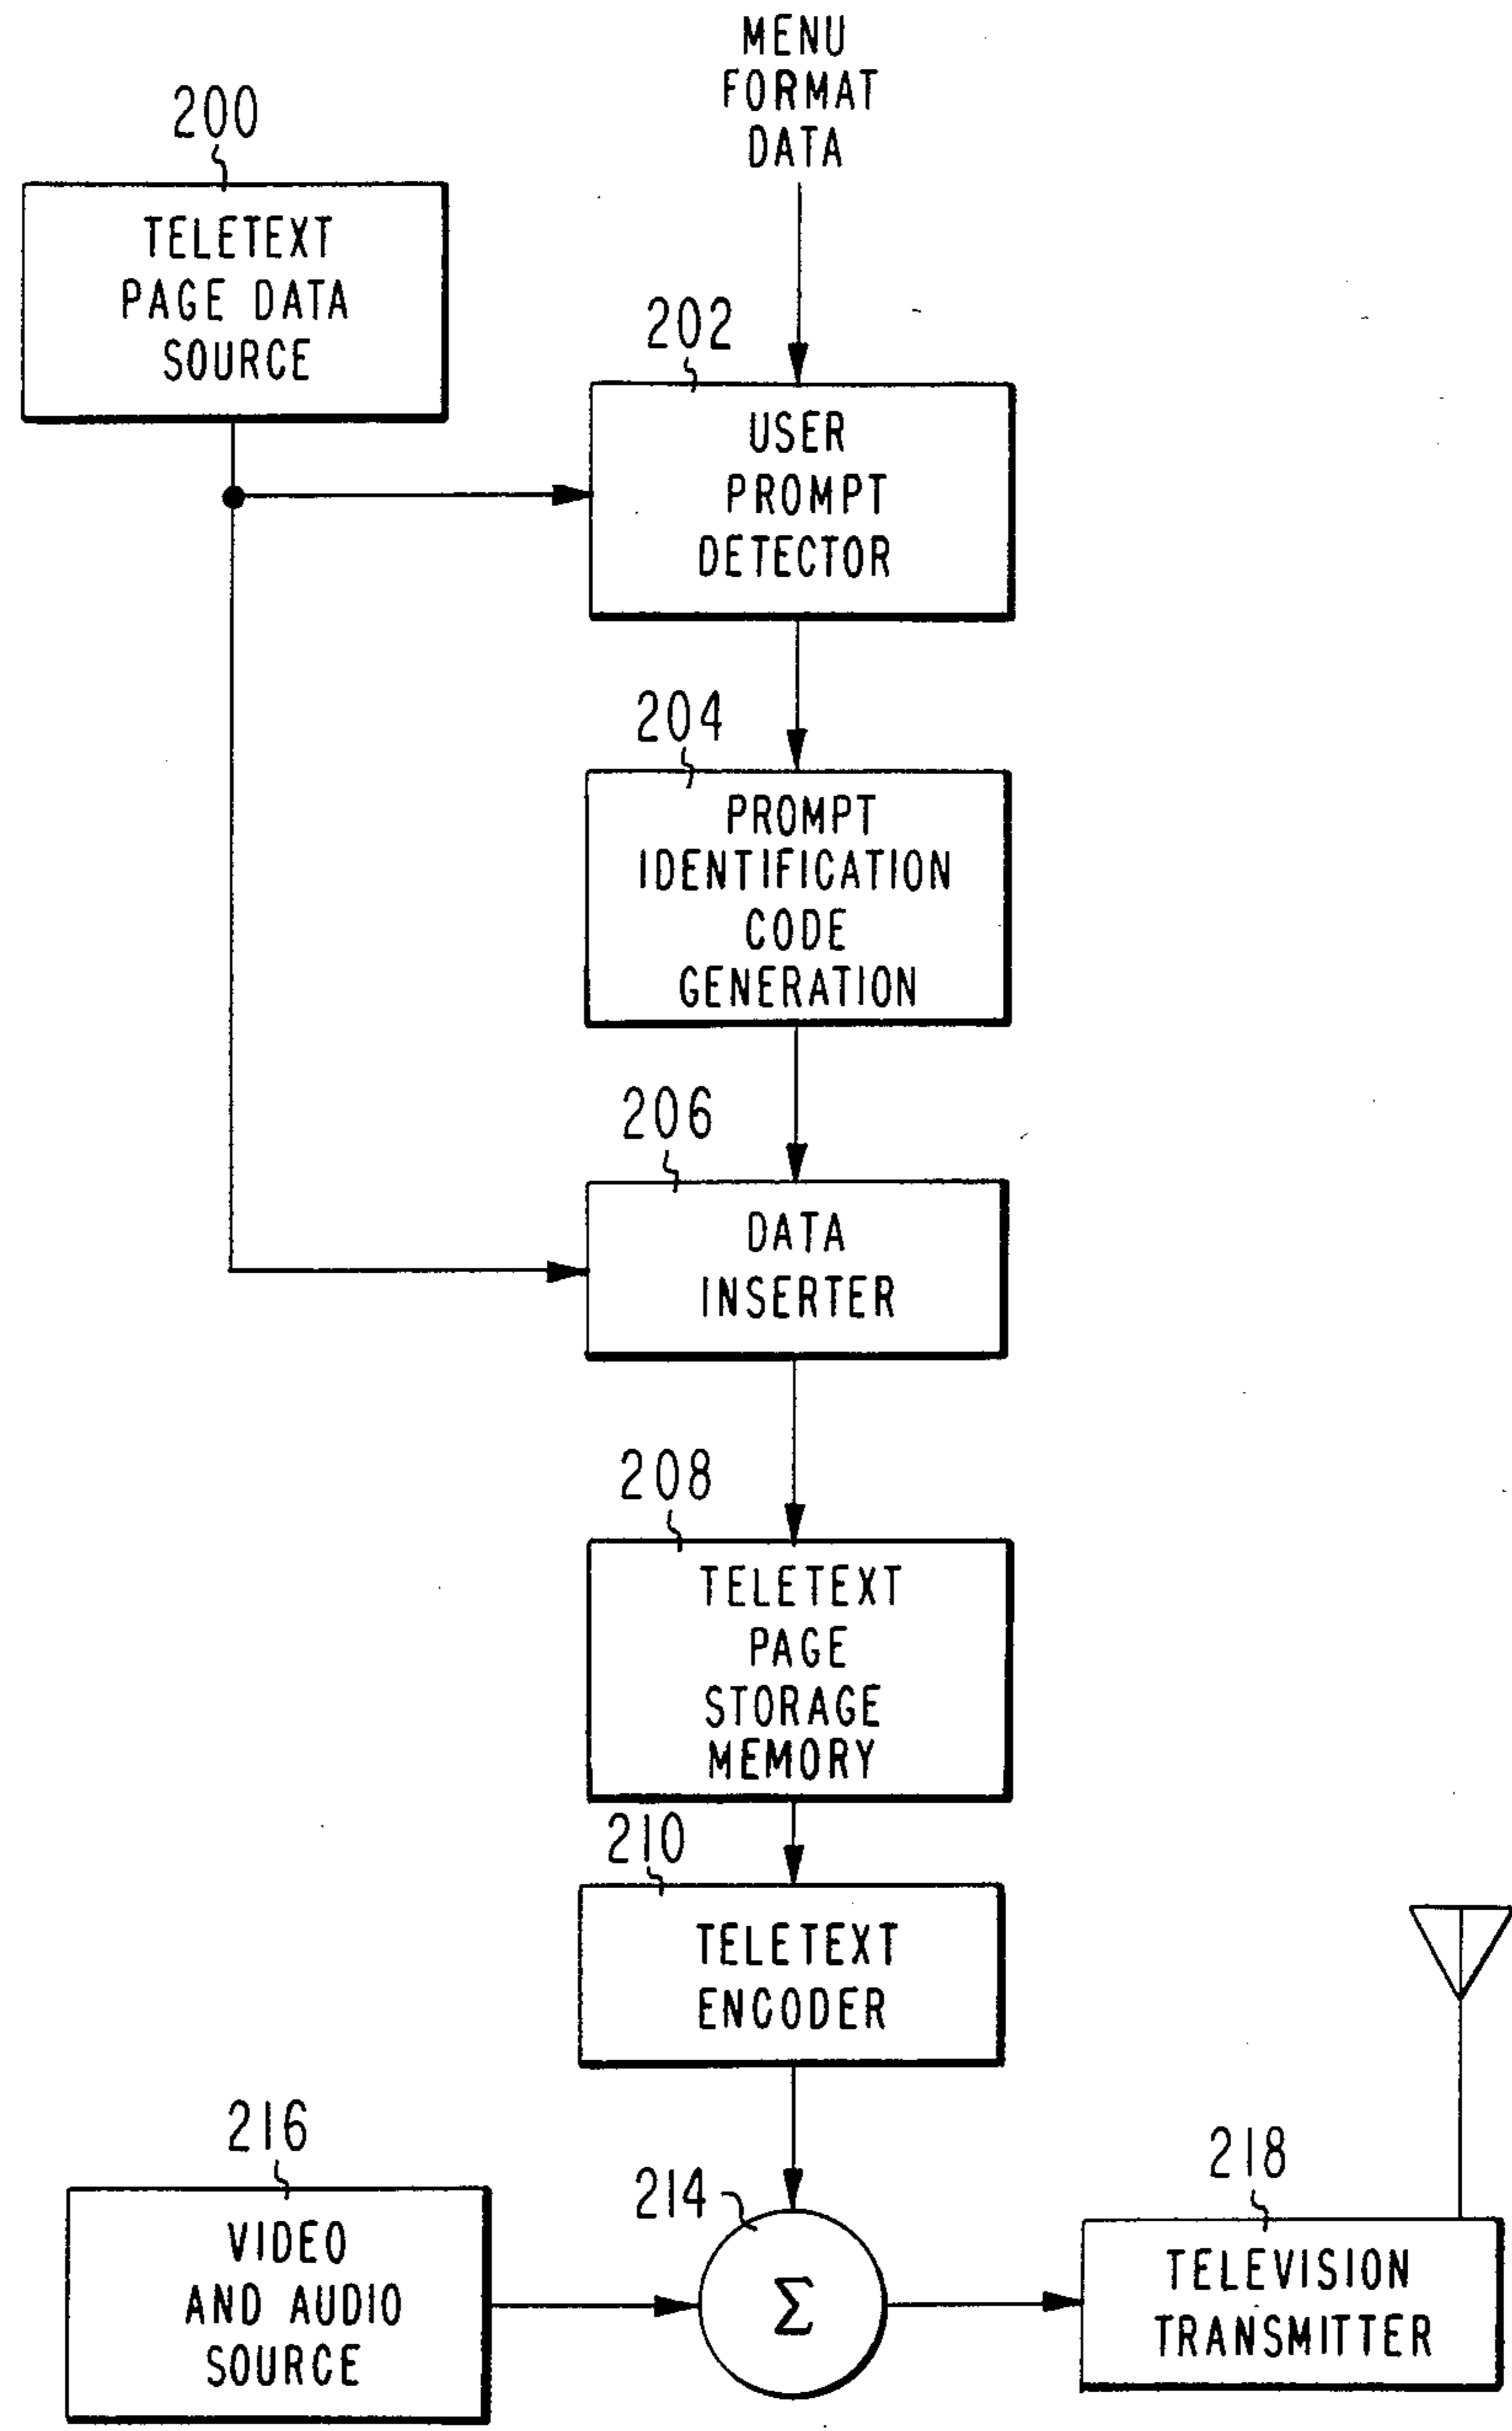 MENU
FORMAT
DATA
200
TELETEXT
PAGE DATA
SOURCE
202
USER
PROMPT
DETECTOR
204
PROMPT
IDENTIFICATION
CODE
GENERATION
206
DATA
INSERTER
208
TELETEXT
PAGE
STORAGE
MEMORY
210
TELETEXT
ENCODER
216
VIDEO
AND AUDIO
SOURCE
214
Σ
218
TELEVISION
TRANSMITTER